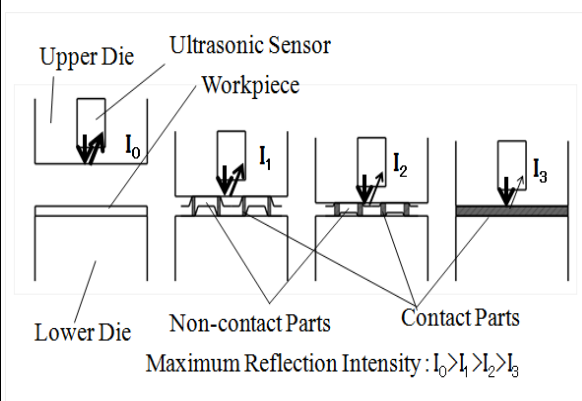 Ultrasonic Sensor
Upper Die
Workpiece
I₀
I₁
I₂
I₃
Non-contact Parts
Contact Parts
Lower Die
Maximum Reflection Intensity : I₀>I₁>I₂>I₃